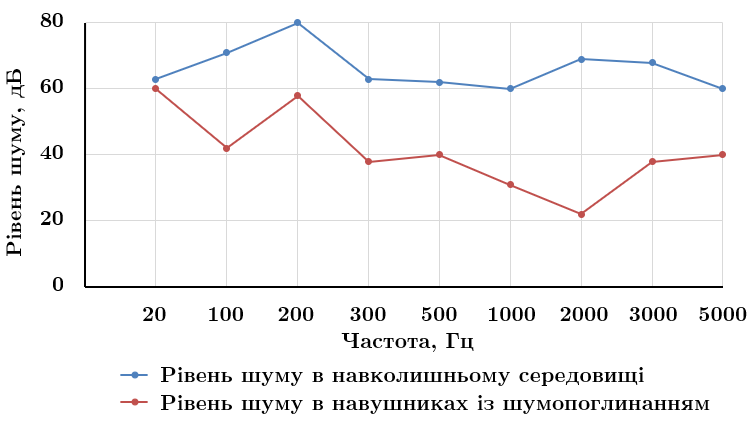 80
60
40
20
0
Рівень шуму, дБ
20 100 200 300 500 1000 2000 3000 5000
Частота, Гц
Рівень шуму в навколишньому середовищі
Рівень шуму в навушниках із шумопоглинанням